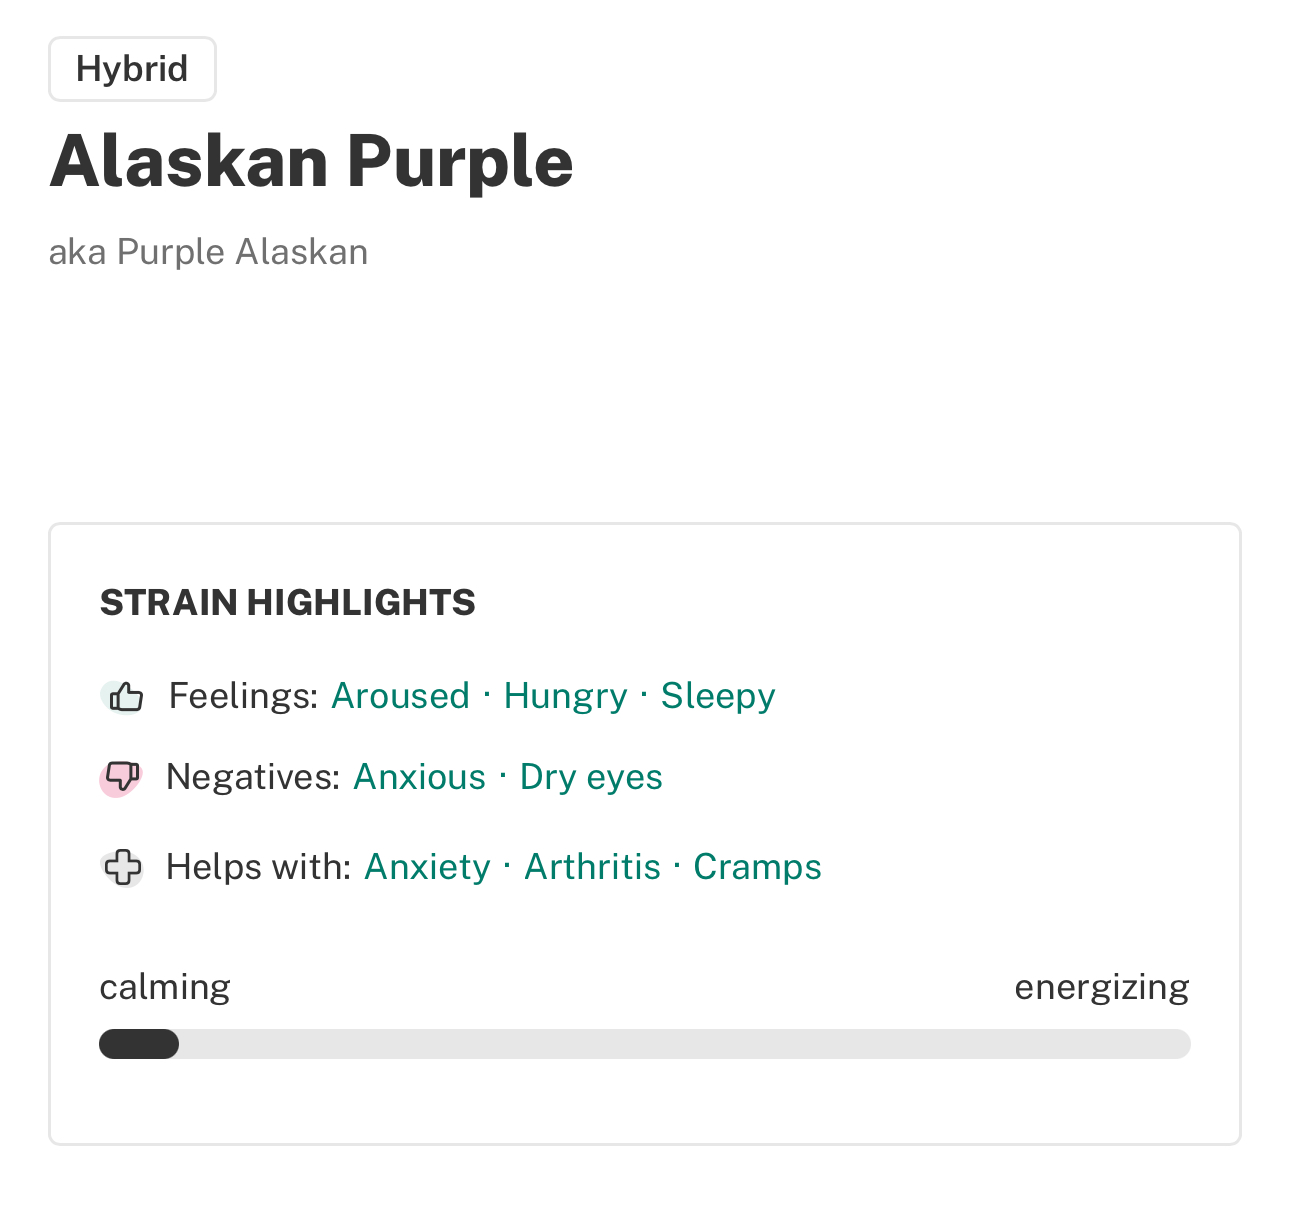 Hybrid
Alaskan Purple
aka Purple Alaskan
STRAIN HIGHLIGHTS
Feelings: Aroused · Hungry · Sleepy
Negatives: Anxious · Dry eyes
Helps with: Anxiety · Arthritis · Cramps
calming energizing